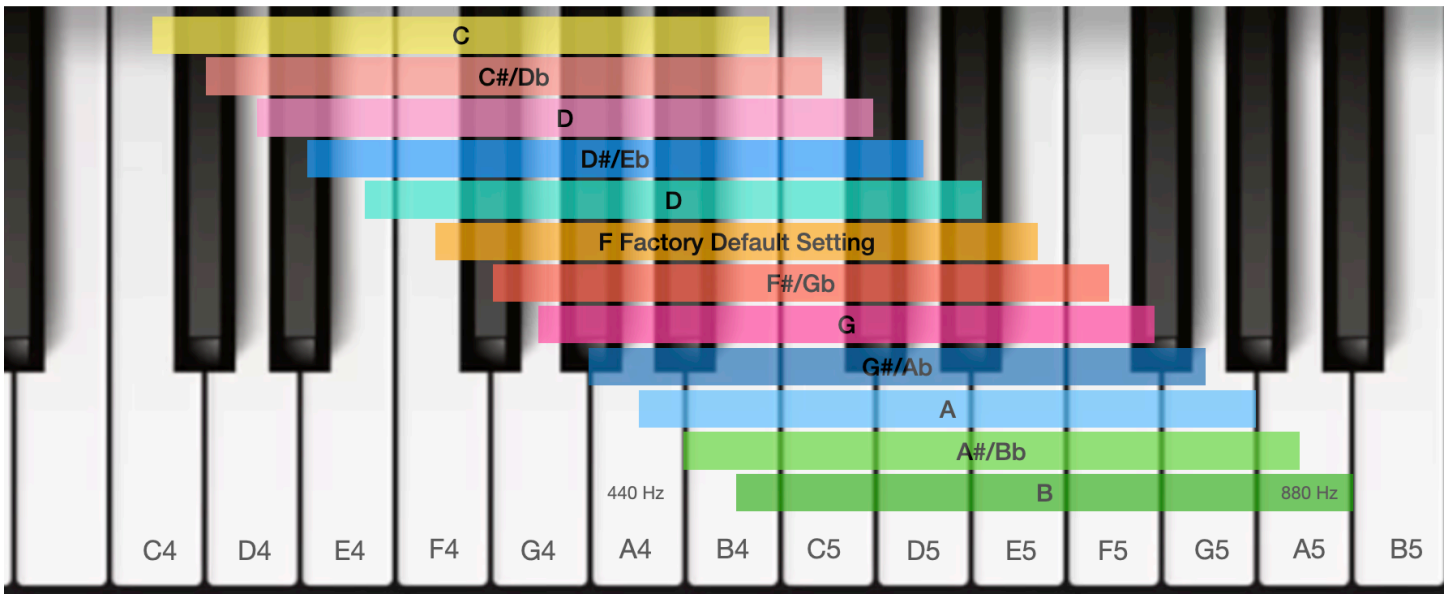 C
C#/Db
D
D#/Eb
D
F Factory Default Setting
F#/Gb
G
G#/Ab
A
A#/Bb
440 Hz B 880 Hz
C4 D4 E4 F4 G4 A4 B4 C5 D5 E5 F5 G5 A5 B5